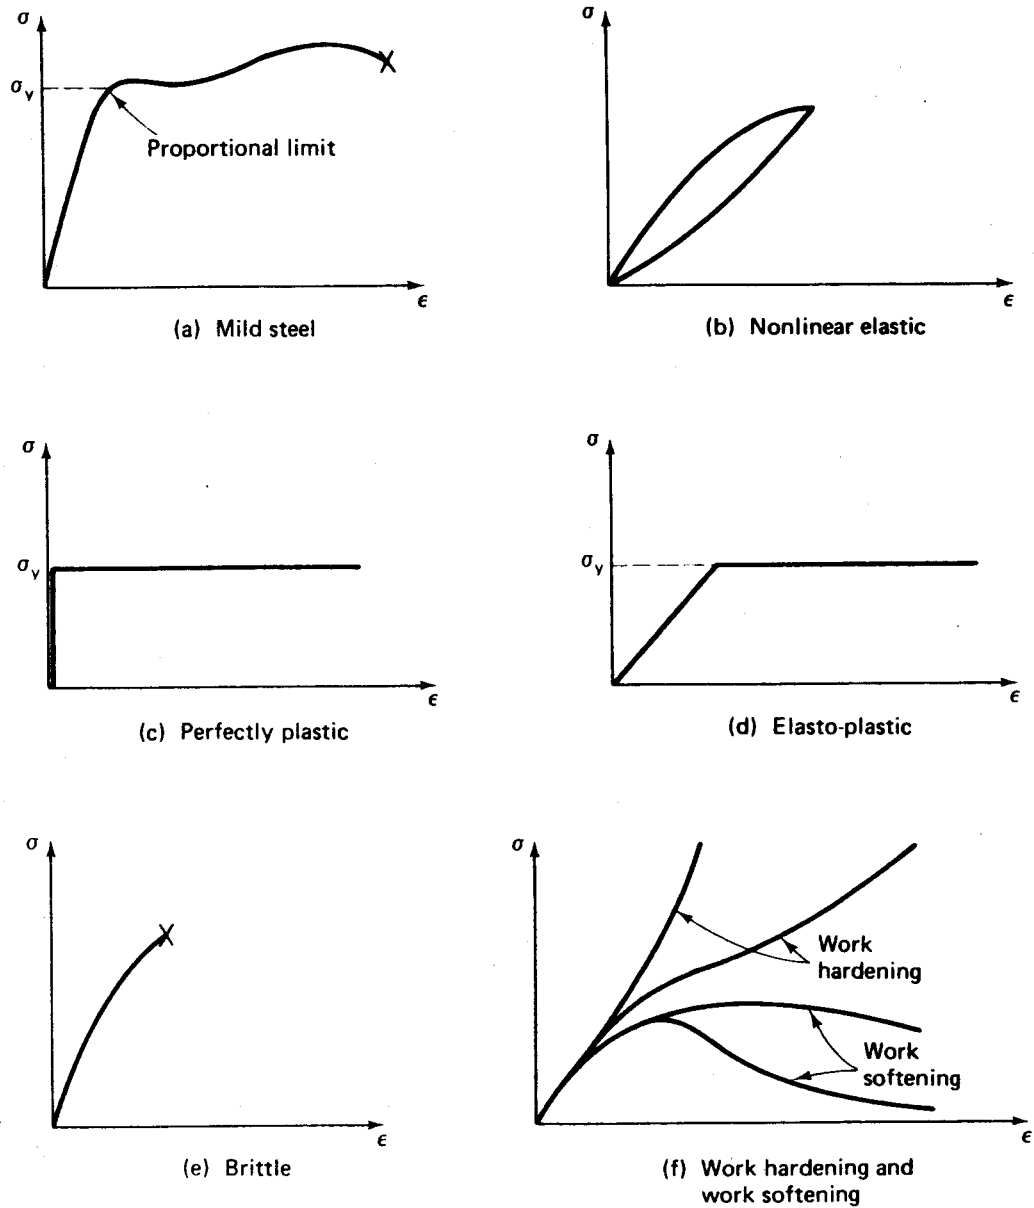 σ
σy
Proportional limit
ϵ
(a) Mild steel
σ
ϵ
(b) Nonlinear elastic
σ
σy
ϵ
(c) Perfectly plastic
σ
σy
ϵ
(d) Elasto-plastic
σ
ϵ
(e) Brittle
σ
Work
hardening
Work
softening
ϵ
(f) Work hardening and
work softening